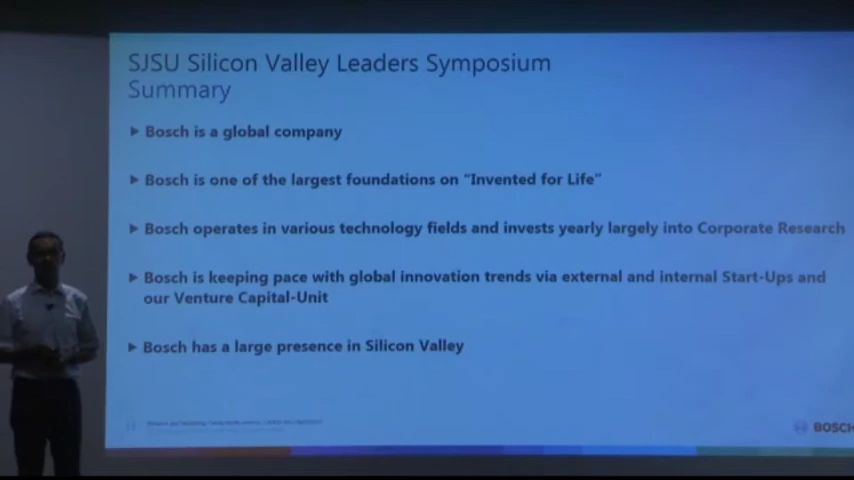 SJSU Silicon Valley Leaders Symposium
Summary
Bosch is a global company
Bosch is one of the largest foundations on "Invented for Life"
Bosch operates in various technology fields and invests yearly largely into Corporate Research
Bosch is keeping pace with global innovation trends via external and internal Start-Ups and
our Venture Capital-Unit
Bosch has a large presence in Silicon Valley
BOSCH